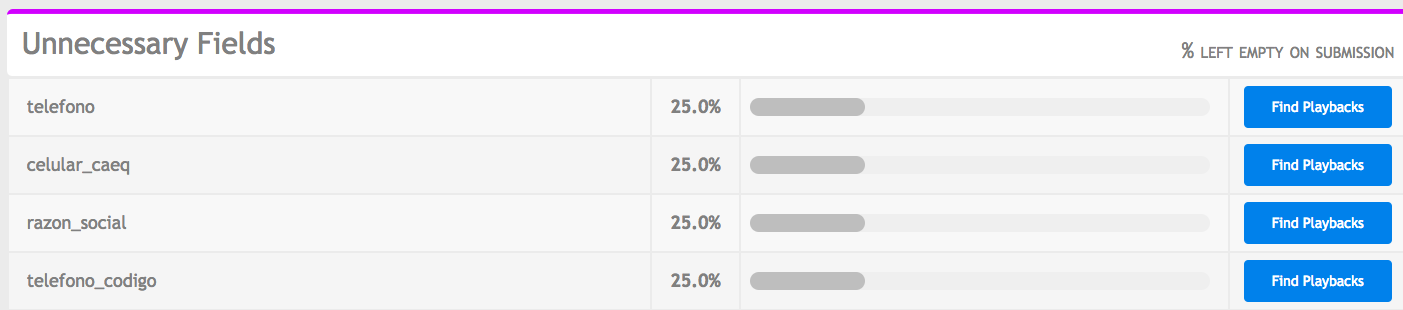 Unnecessary Fields
% LEFT EMPTY ON SUBMISSION
telefono 25.0% Find Playbacks
celular_caeq 25.0% Find Playbacks
razon_social 25.0% Find Playbacks
telefono_codigo 25.0% Find Playbacks